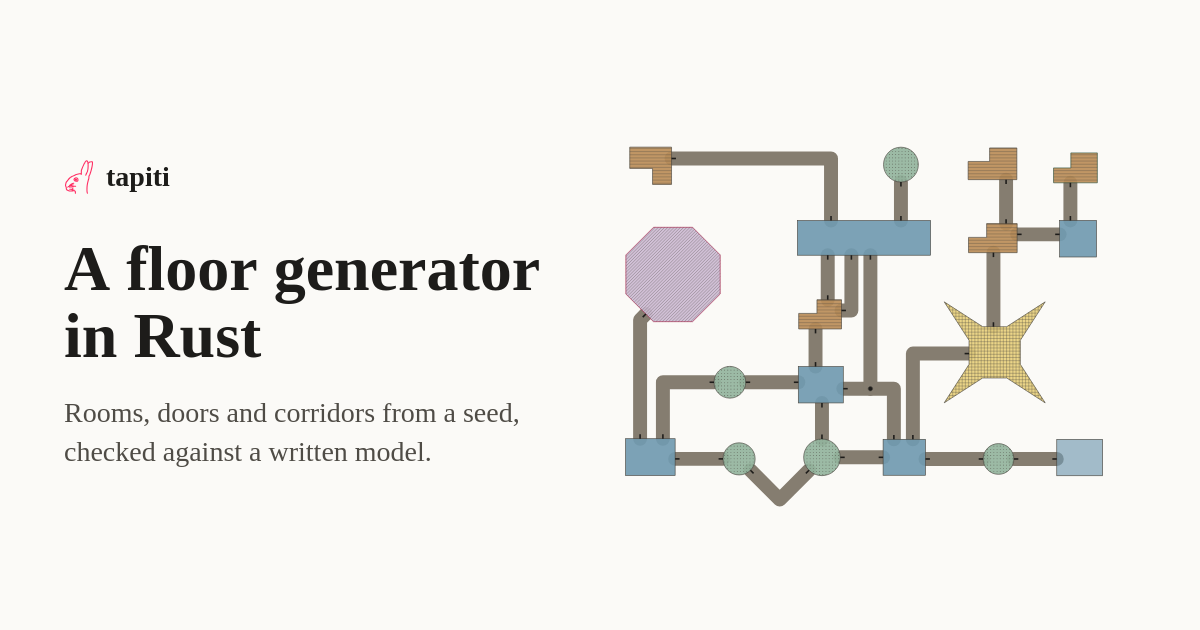 tapiti
A floor generator
in Rust
Rooms, doors and corridors from a seed,
checked against a written model.